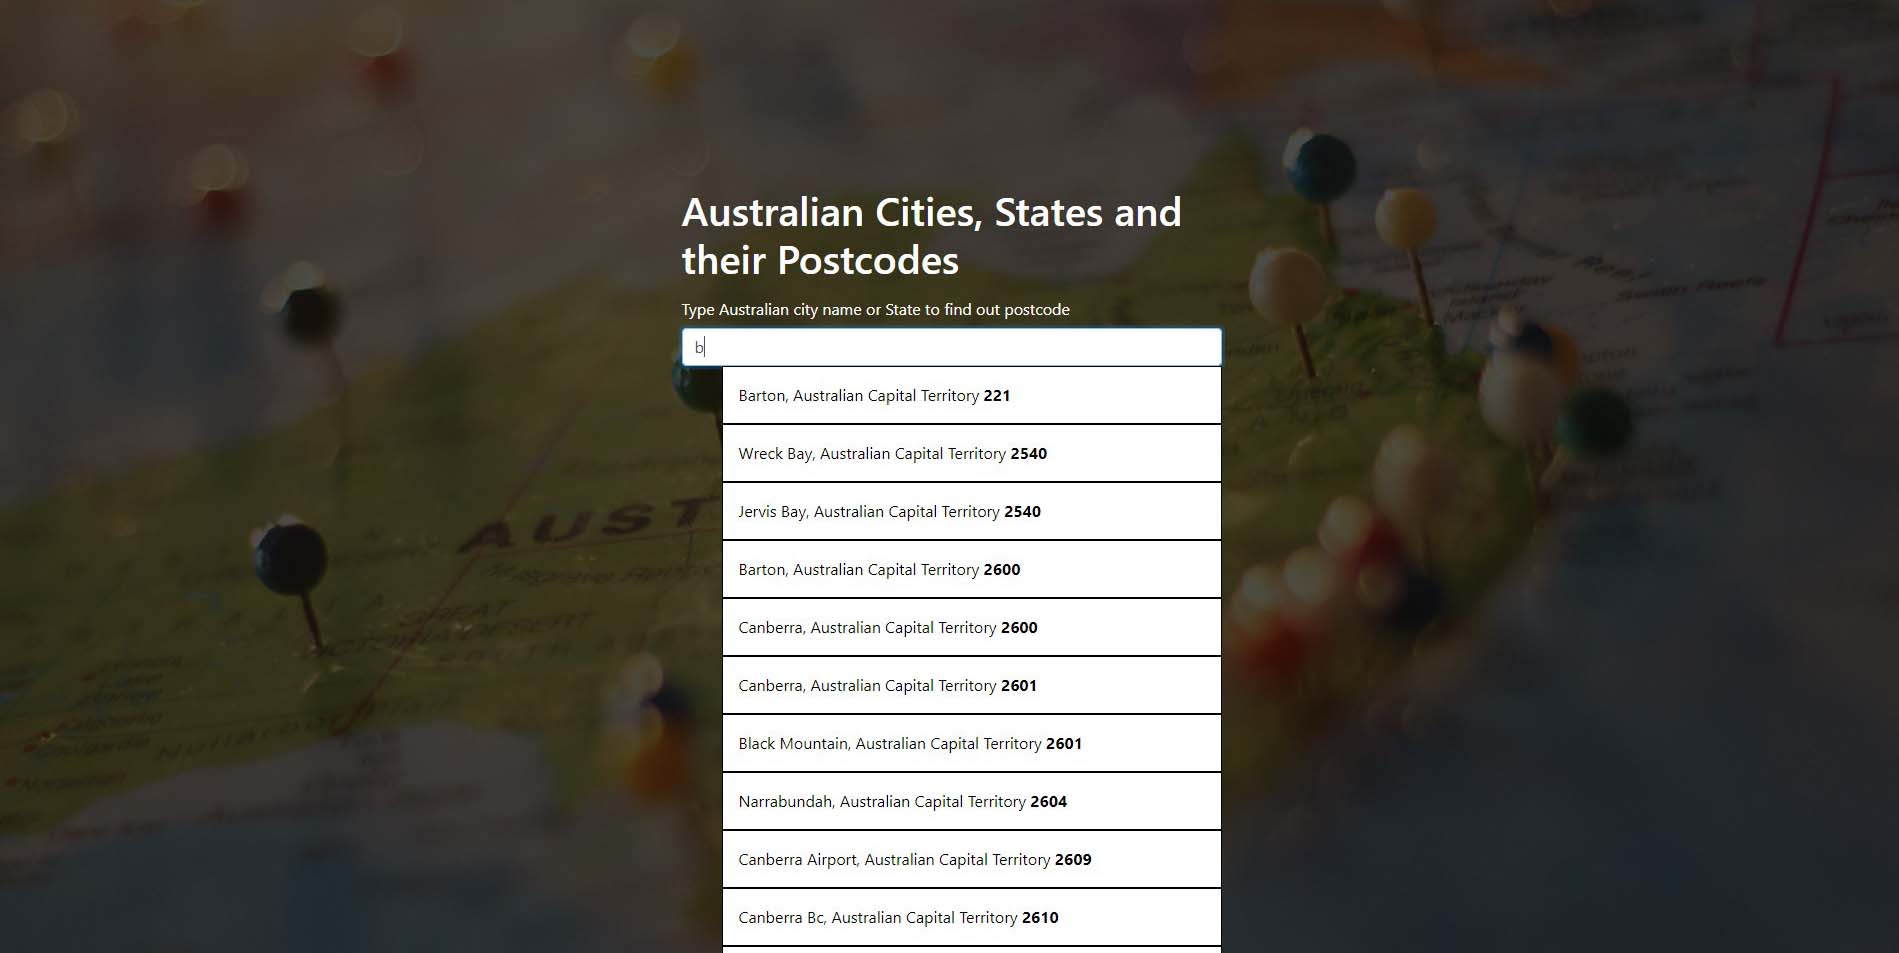 Australian Cities, States and
their Postcodes
Type Australian city name or State to find out postcode
b
Barton, Australian Capital Territory 221
Wreck Bay, Australian Capital Territory 2540
Jervis Bay, Australian Capital Territory 2540
Barton, Australian Capital Territory 2600
Canberra, Australian Capital Territory 2600
Canberra, Australian Capital Territory 2601
Black Mountain, Australian Capital Territory 2601
Narrabundah, Australian Capital Territory 2604
Canberra Airport, Australian Capital Territory 2609
Canberra Bc, Australian Capital Territory 2610
AUST
GREAT